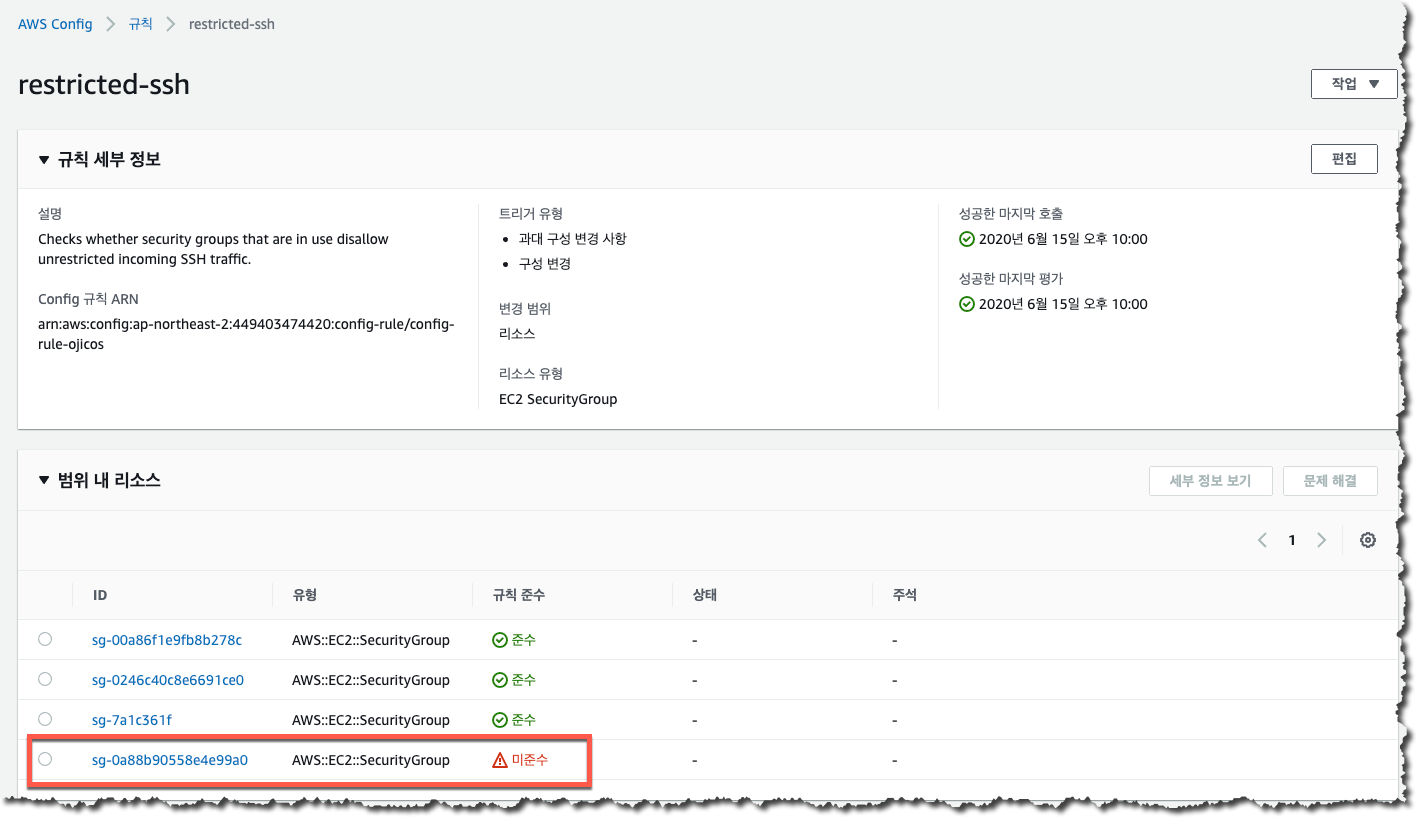 AWS Config > 규칙 > restricted-ssh
restricted-ssh
작업 ▼
▼ 규칙 세부 정보
편집
설명
Checks whether security groups that are in use disallow
unrestricted incoming SSH traffic.
Config 규칙 ARN
arn:aws:config:ap-northeast-2:449403474420:config-rule/config-
rule-ojicos
트리거 유형
• 과대 구성 변경 사항
• 구성 변경
변경 범위
리소스
리소스 유형
EC2 SecurityGroup
성공한 마지막 호출
2020년 6월 15일 오후 10:00
성공한 마지막 평가
2020년 6월 15일 오후 10:00
▼ 범위 내 리소스
세부 정보 보기
문제 해결
< 1 >
ID 유형 규칙 준수 상태 주석
sg-00a86f1e9fb8b278c AWS::EC2::SecurityGroup 준수 - -
sg-0246c40c8e6691ce0 AWS::EC2::SecurityGroup 준수 - -
sg-7a1c361f AWS::EC2::SecurityGroup 준수 - -
sg-0a88b90558e4e99a0 AWS::EC2::SecurityGroup 미준수 - -